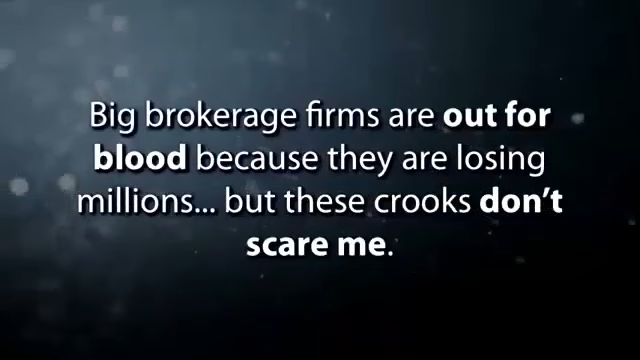 Big brokerage firms are out for
blood because they are losing
millions... but these crooks don't
scare me.